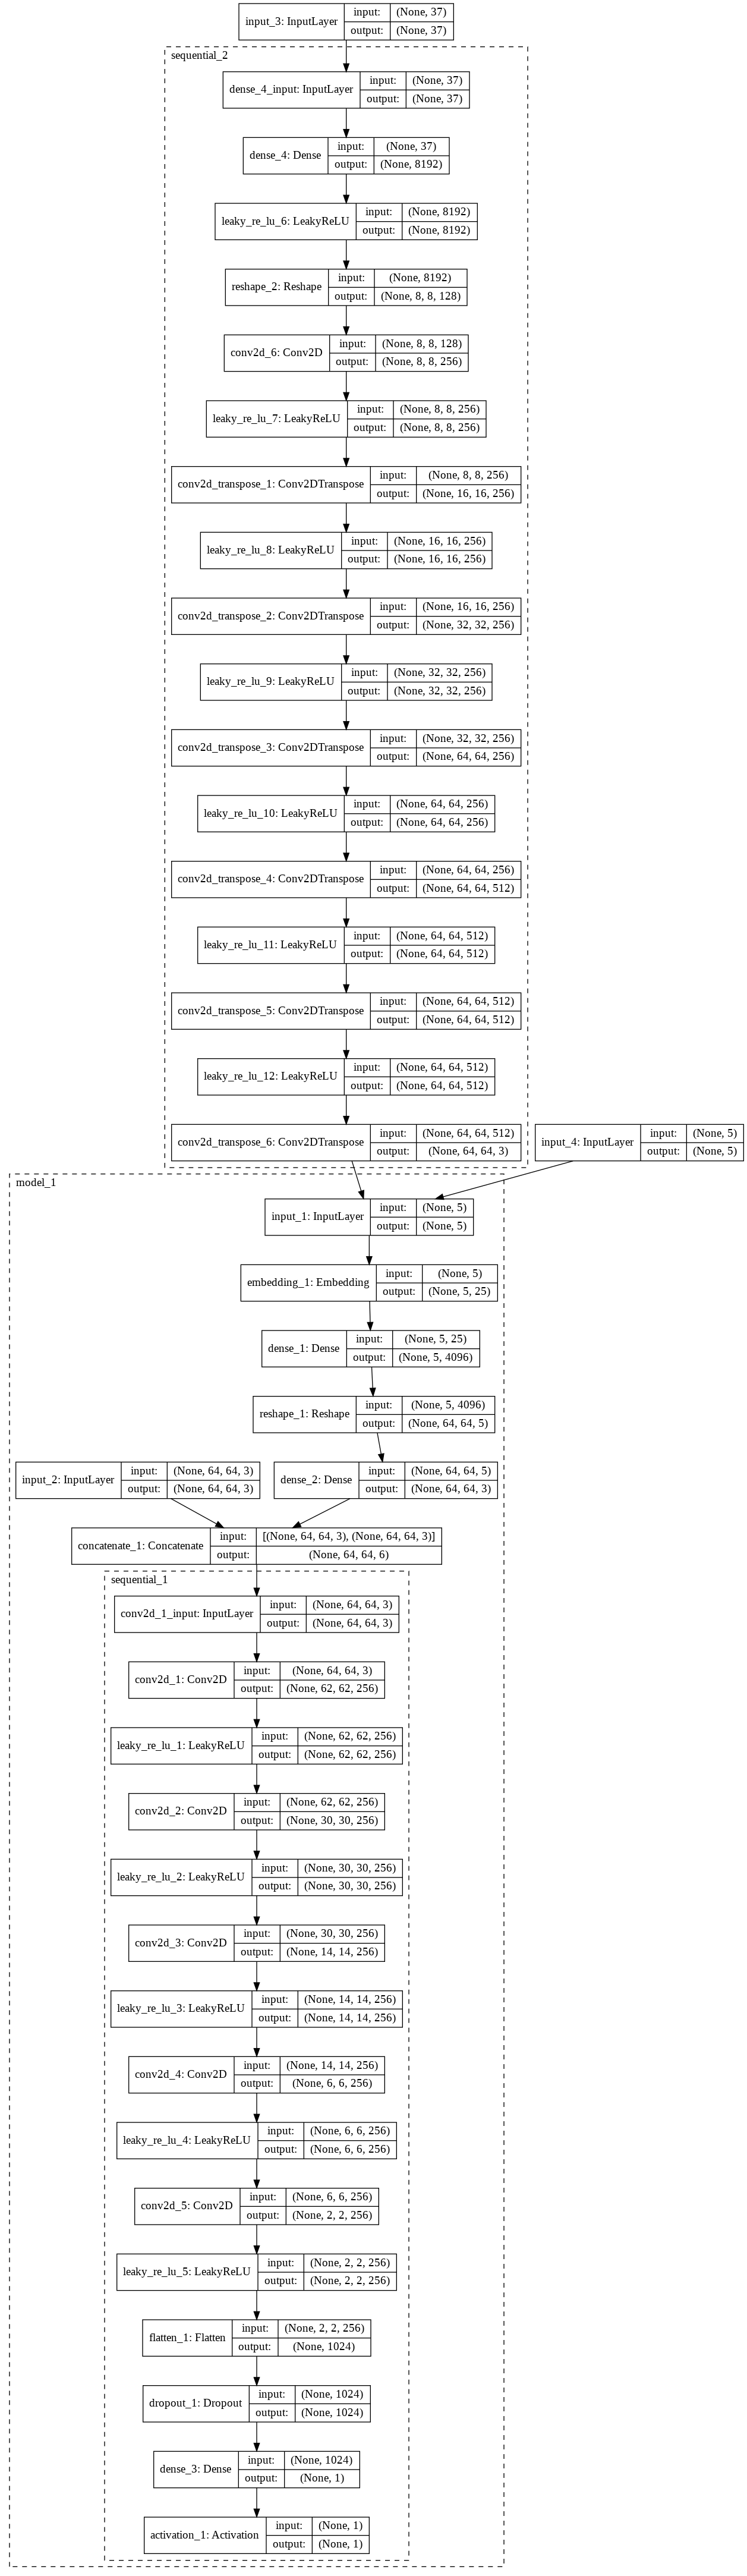 input_3: InputLayer
input: (None, 37)
output: (None, 37)
sequential_2
dense_4_input: InputLayer
input: (None, 37)
output: (None, 37)
dense_4: Dense
input: (None, 37)
output: (None, 8192)
leaky_re_lu_6: LeakyReLU
input: (None, 8192)
output: (None, 8192)
reshape_2: Reshape
input: (None, 8192)
output: (None, 8, 8, 128)
conv2d_6: Conv2D
input: (None, 8, 8, 128)
output: (None, 8, 8, 256)
leaky_re_lu_7: LeakyReLU
input: (None, 8, 8, 256)
output: (None, 8, 8, 256)
conv2d_transpose_1: Conv2DTranspose
input: (None, 8, 8, 256)
output: (None, 16, 16, 256)
leaky_re_lu_8: LeakyReLU
input: (None, 16, 16, 256)
output: (None, 16, 16, 256)
conv2d_transpose_2: Conv2DTranspose
input: (None, 16, 16, 256)
output: (None, 32, 32, 256)
leaky_re_lu_9: LeakyReLU
input: (None, 32, 32, 256)
output: (None, 32, 32, 256)
conv2d_transpose_3: Conv2DTranspose
input: (None, 32, 32, 256)
output: (None, 64, 64, 256)
leaky_re_lu_10: LeakyReLU
input: (None, 64, 64, 256)
output: (None, 64, 64, 256)
conv2d_transpose_4: Conv2DTranspose
input: (None, 64, 64, 256)
output: (None, 64, 64, 512)
leaky_re_lu_11: LeakyReLU
input: (None, 64, 64, 512)
output: (None, 64, 64, 512)
conv2d_transpose_5: Conv2DTranspose
input: (None, 64, 64, 512)
output: (None, 64, 64, 512)
leaky_re_lu_12: LeakyReLU
input: (None, 64, 64, 512)
output: (None, 64, 64, 512)
conv2d_transpose_6: Conv2DTranspose
input: (None, 64, 64, 512)
output: (None, 64, 64, 3)
input_4: InputLayer
input: (None, 5)
output: (None, 5)
model_1
input_1: InputLayer
input: (None, 5)
output: (None, 5)
embedding_1: Embedding
input: (None, 5)
output: (None, 5, 25)
dense_1: Dense
input: (None, 5, 25)
output: (None, 5, 4096)
reshape_1: Reshape
input: (None, 5, 4096)
output: (None, 64, 64, 5)
input_2: InputLayer
input: (None, 64, 64, 3)
output: (None, 64, 64, 3)
dense_2: Dense
input: (None, 64, 64, 5)
output: (None, 64, 64, 3)
concatenate_1: Concatenate
input: [(None, 64, 64, 3), (None, 64, 64, 3)]
output: (None, 64, 64, 6)
sequential_1
conv2d_1_input: InputLayer
input: (None, 64, 64, 3)
output: (None, 64, 64, 3)
conv2d_1: Conv2D
input: (None, 64, 64, 3)
output: (None, 62, 62, 256)
leaky_re_lu_1: LeakyReLU
input: (None, 62, 62, 256)
output: (None, 62, 62, 256)
conv2d_2: Conv2D
input: (None, 62, 62, 256)
output: (None, 30, 30, 256)
leaky_re_lu_2: LeakyReLU
input: (None, 30, 30, 256)
output: (None, 30, 30, 256)
conv2d_3: Conv2D
input: (None, 30, 30, 256)
output: (None, 14, 14, 256)
leaky_re_lu_3: LeakyReLU
input: (None, 14, 14, 256)
output: (None, 14, 14, 256)
conv2d_4: Conv2D
input: (None, 14, 14, 256)
output: (None, 6, 6, 256)
leaky_re_lu_4: LeakyReLU
input: (None, 6, 6, 256)
output: (None, 6, 6, 256)
conv2d_5: Conv2D
input: (None, 6, 6, 256)
output: (None, 2, 2, 256)
leaky_re_lu_5: LeakyReLU
input: (None, 2, 2, 256)
output: (None, 2, 2, 256)
flatten_1: Flatten
input: (None, 2, 2, 256)
output: (None, 1024)
dropout_1: Dropout
input: (None, 1024)
output: (None, 1024)
dense_3: Dense
input: (None, 1024)
output: (None, 1)
activation_1: Activation
input: (None, 1)
output: (None, 1)